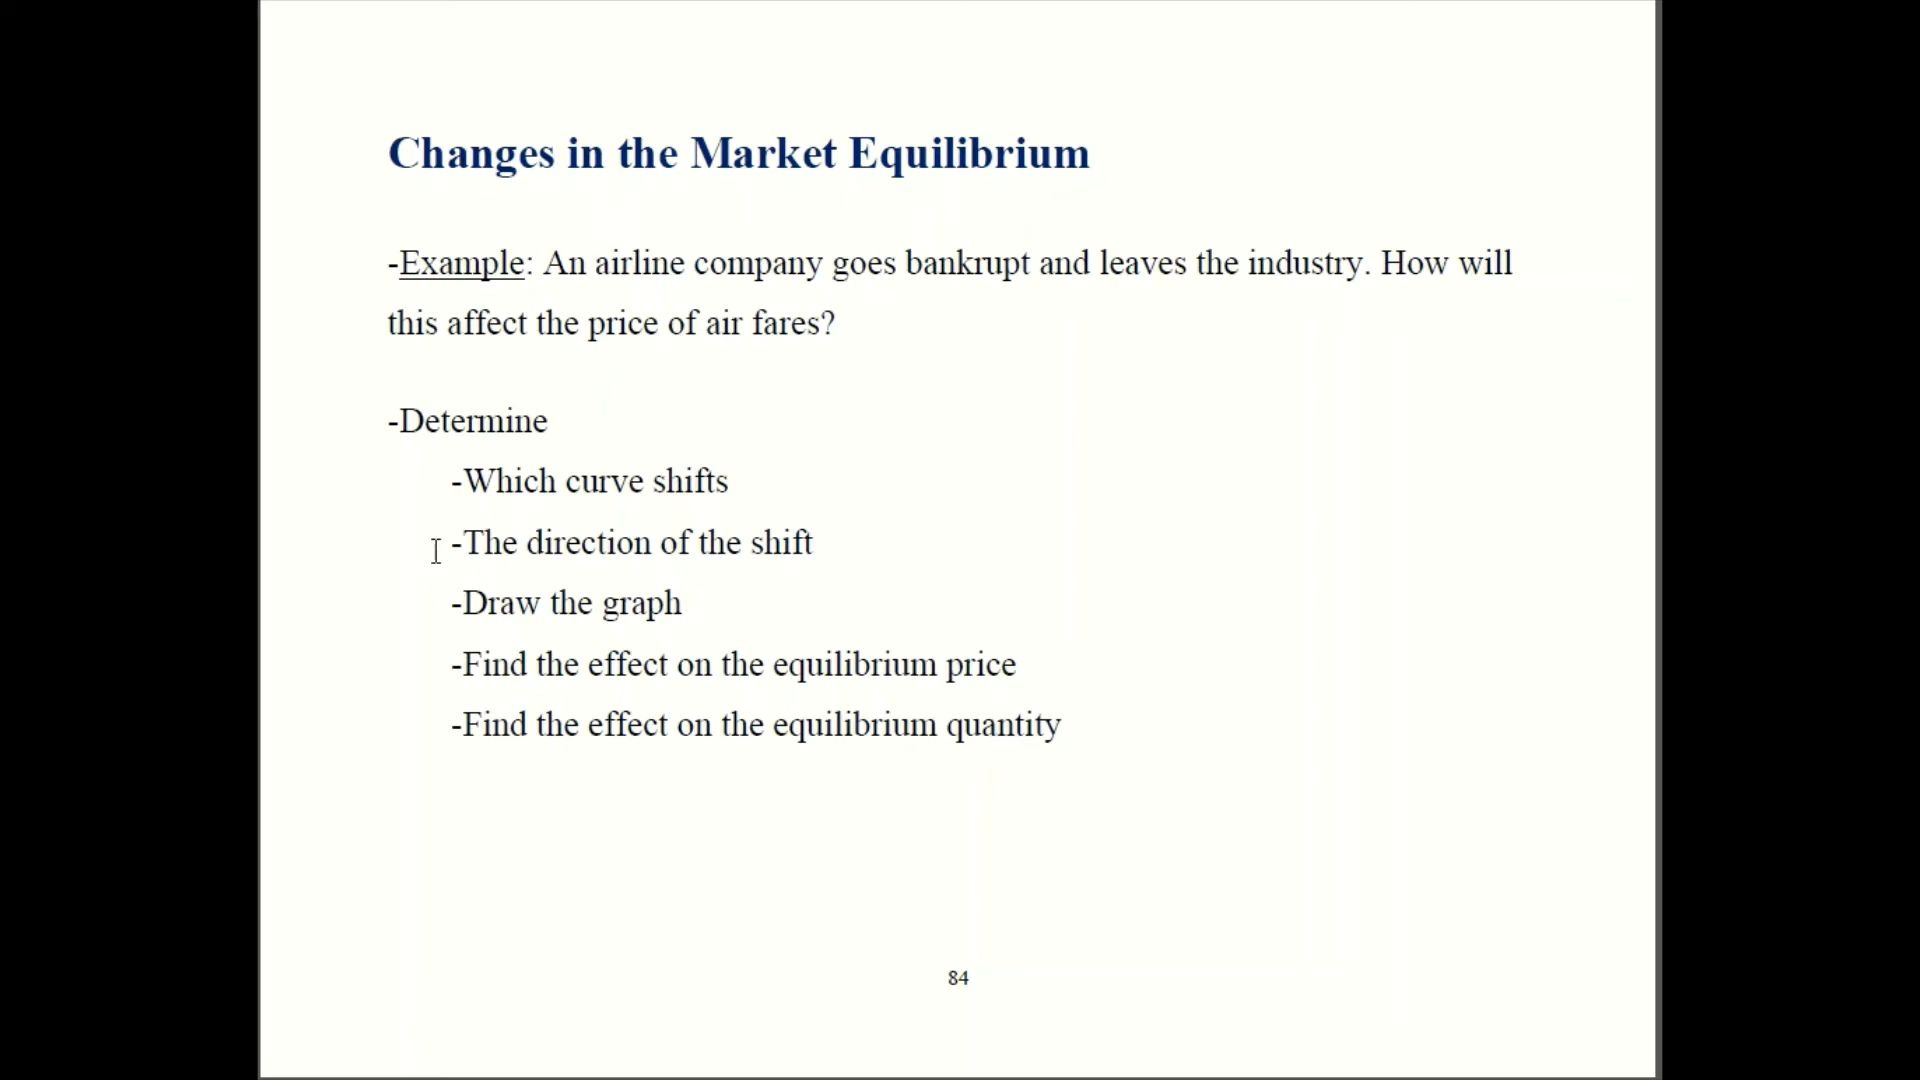 Changes in the Market Equilibrium
-Example: An airline company goes bankrupt and leaves the industry. How will
this affect the price of air fares?
-Determine
-Which curve shifts
-The direction of the shift
-Draw the graph
-Find the effect on the equilibrium price
-Find the effect on the equilibrium quantity
84